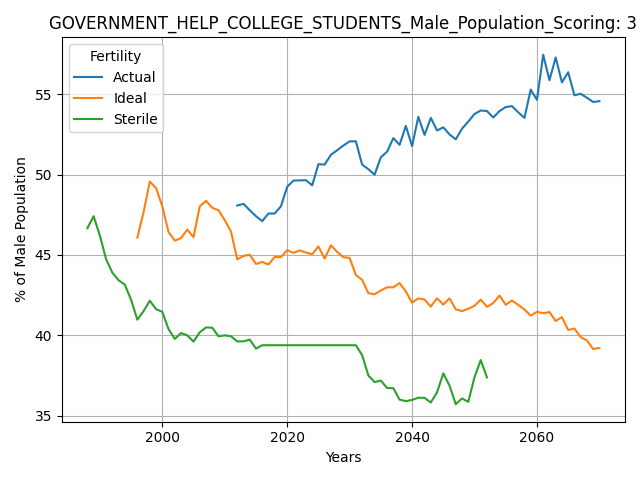 GOVERNMENT_HELP_COLLEGE_STUDENTS_Male_Population_Scoring: 3
Fertility
Actual
Ideal
Sterile
% of Male Population
55
50
45
40
35
2000
2020
2040
2060
Years